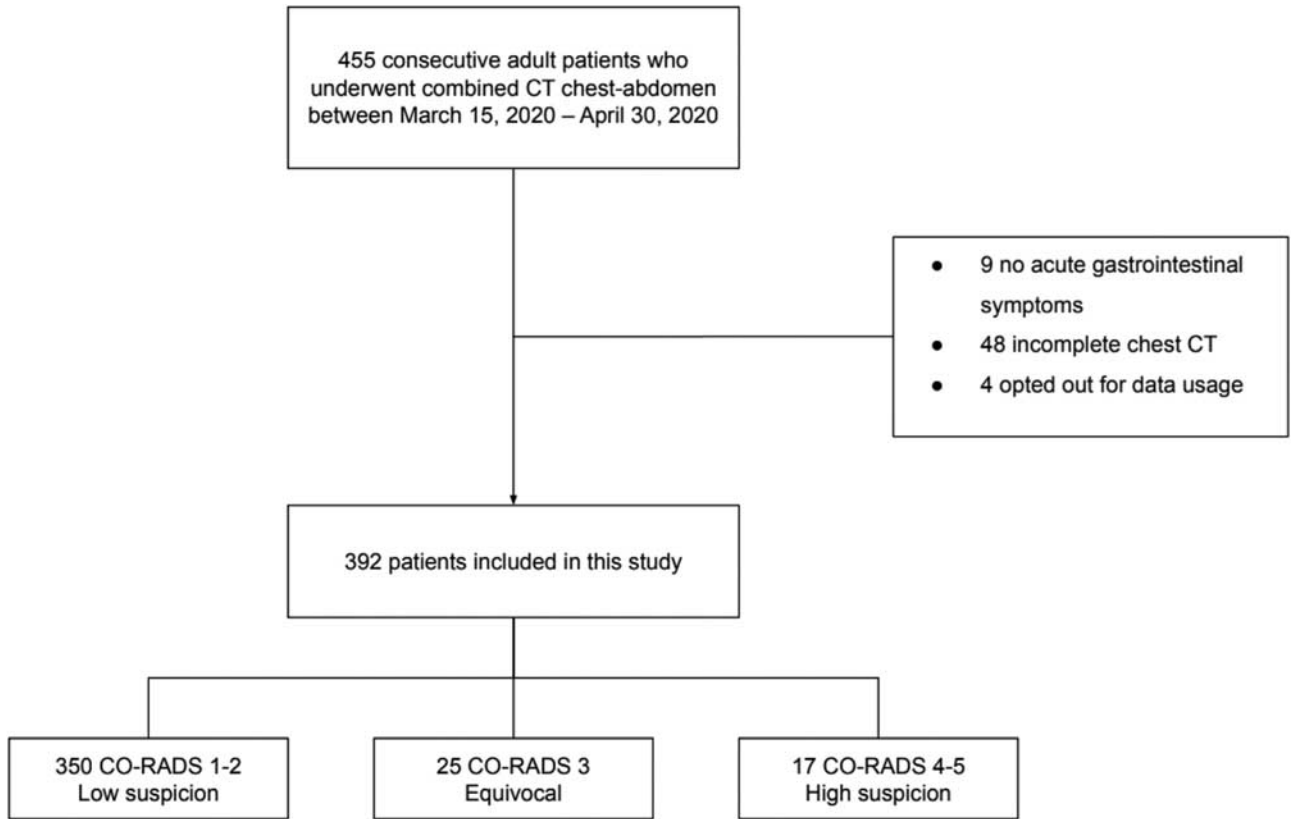 455 consecutive adult patients who
underwent combined CT chest-abdomen
between March 15, 2020 – April 30, 2020
● 9 no acute gastrointestinal
symptoms
● 48 incomplete chest CT
● 4 opted out for data usage
392 patients included in this study
350 CO-RADS 1-2
Low suspicion
25 CO-RADS 3
Equivocal
17 CO-RADS 4-5
High suspicion